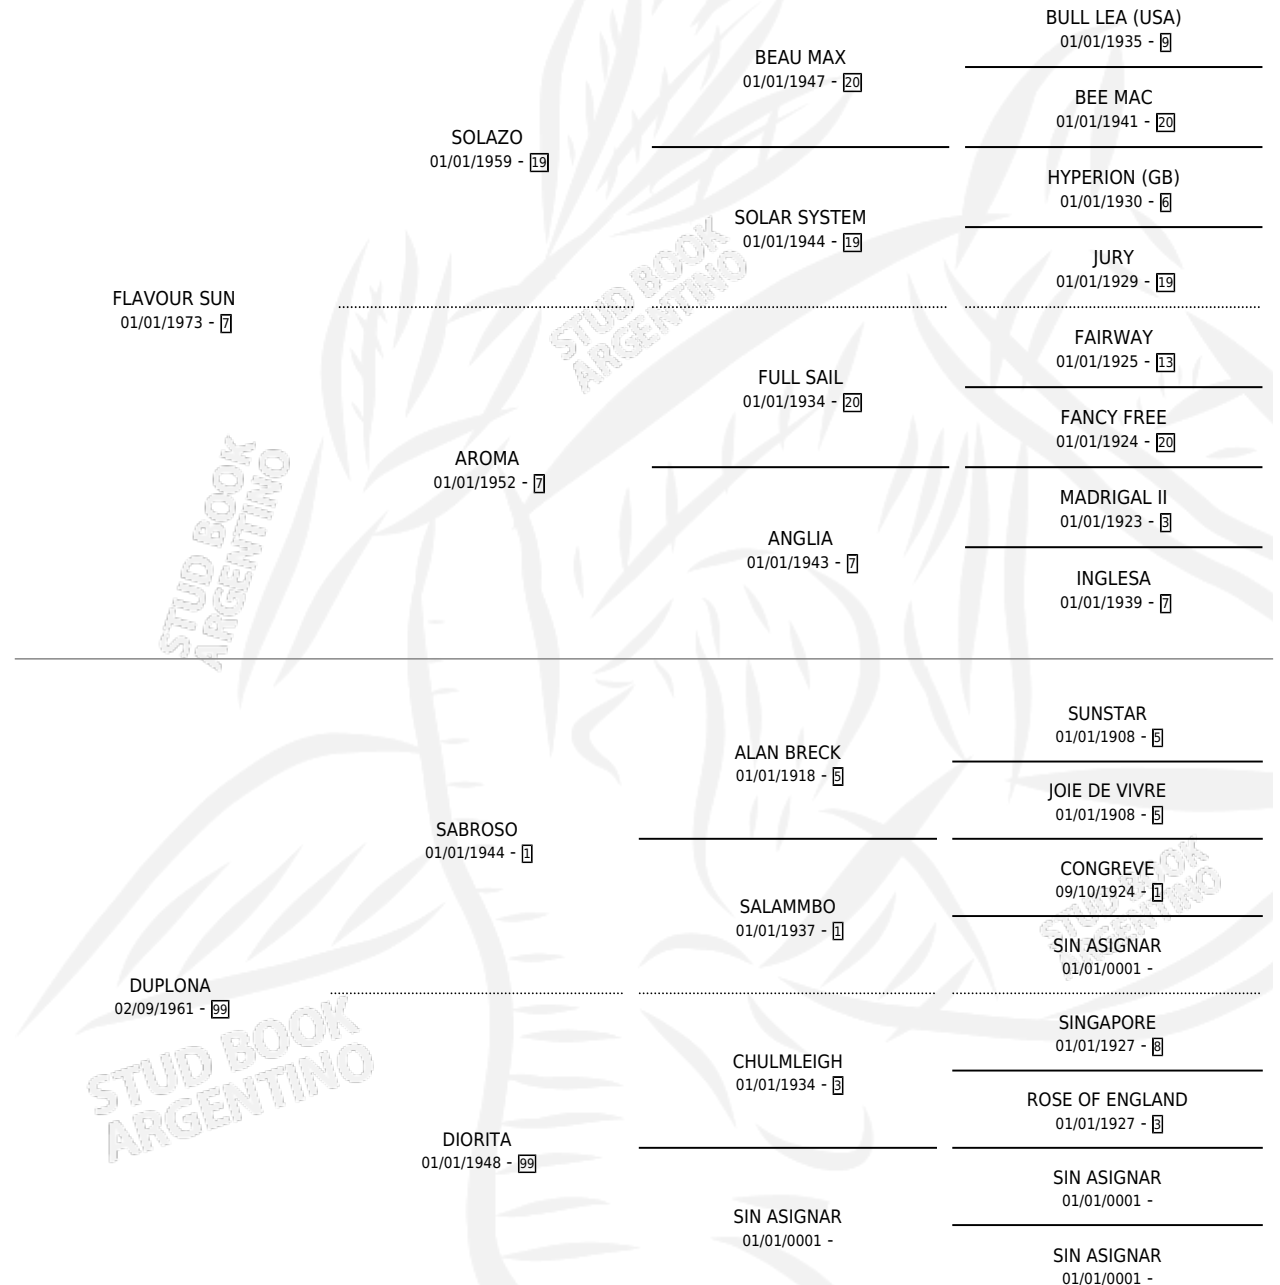 BULL LEA (USA)
01/01/1935 - 9
BEAU MAX
01/01/1947 - 20
BEE MAC
01/01/1941 - 20
SOLAZO
01/01/1959 - 19
HYPERION (GB)
01/01/1930 - 6
SOLAR SYSTEM
01/01/1944 - 19
JURY
01/01/1929 - 19
FLAVOUR SUN
01/01/1973 - 7
FAIRWAY
01/01/1925 - 13
FULL SAIL
01/01/1934 - 20
FANCY FREE
01/01/1924 - 20
AROMA
01/01/1952 - 7
MADRIGAL II
01/01/1923 - 3
ANGLIA
01/01/1943 - 7
INGLESA
01/01/1939 - 7
SUNSTAR
01/01/1908 - 5
ALAN BRECK
01/01/1918 - 5
JOIE DE VIVRE
01/01/1908 - 5
SABROSO
01/01/1944 - 1
CONGREVE
09/10/1924 - 1
SALAMMBO
01/01/1937 - 1
SIN ASIGNAR
01/01/0001 -
DUPLONA
02/09/1961 - 99
SINGAPORE
01/01/1927 - 8
CHULMLEIGH
01/01/1934 - 3
ROSE OF ENGLAND
01/01/1927 - 3
DIORITA
01/01/1948 - 99
SIN ASIGNAR
01/01/0001 -
SIN ASIGNAR
01/01/0001 -
SIN ASIGNAR
01/01/0001 -
STUD BOOK
ARGENTINO
STUD BOOK
ARGENTINO
STUD BOOK
ARGENTINO
STUD BOOK
ARGENTINO